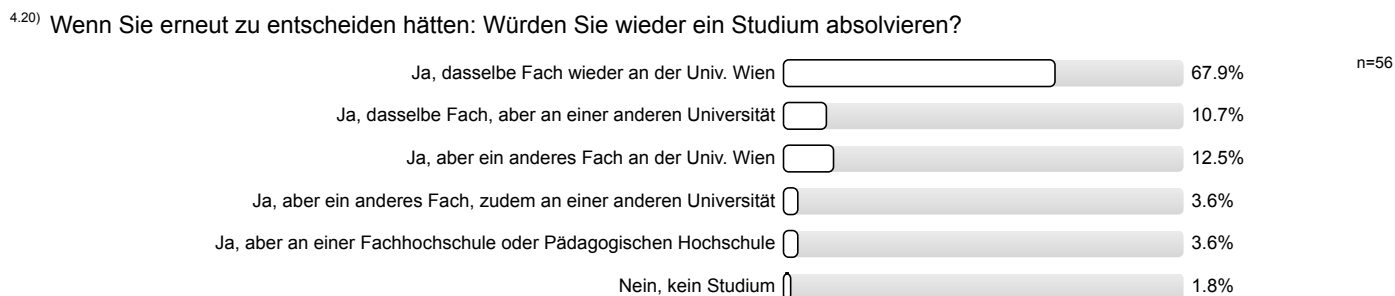 4.20) Wenn Sie erneut zu entscheiden hätten: Würden Sie wieder ein Studium absolvieren?
Ja, dasselbe Fach wieder an der Univ. Wien 67.9% n=56
Ja, dasselbe Fach, aber an einer anderen Universität 10.7%
Ja, aber ein anderes Fach an der Univ. Wien 12.5%
Ja, aber ein anderes Fach, zudem an einer anderen Universität 3.6%
Ja, aber an einer Fachhochschule oder Pädagogischen Hochschule 3.6%
Nein, kein Studium 1.8%